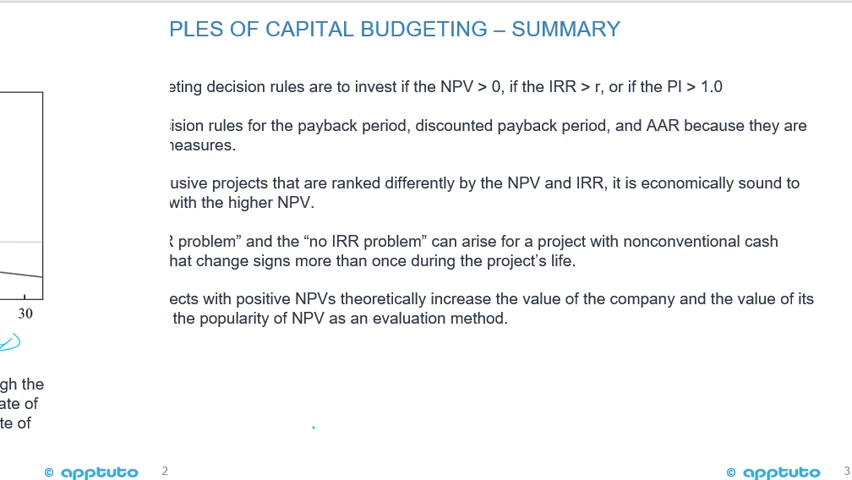 PLES OF CAPITAL BUDGETING – SUMMARY
eting decision rules are to invest if the NPV > 0, if the IRR > r, or if the PI > 1.0
ision rules for the payback period, discounted payback period, and AAR because they are
neasures.
usive projects that are ranked differently by the NPV and IRR, it is economically sound to
with the higher NPV.
R problem” and the “no IRR problem” can arise for a project with nonconventional cash
hat change signs more than once during the project’s life.
ects with positive NPVs theoretically increase the value of the company and the value of its
the popularity of NPV as an evaluation method.
30
gh the
ate of
te of
© apptuto 2
© apptuto 3